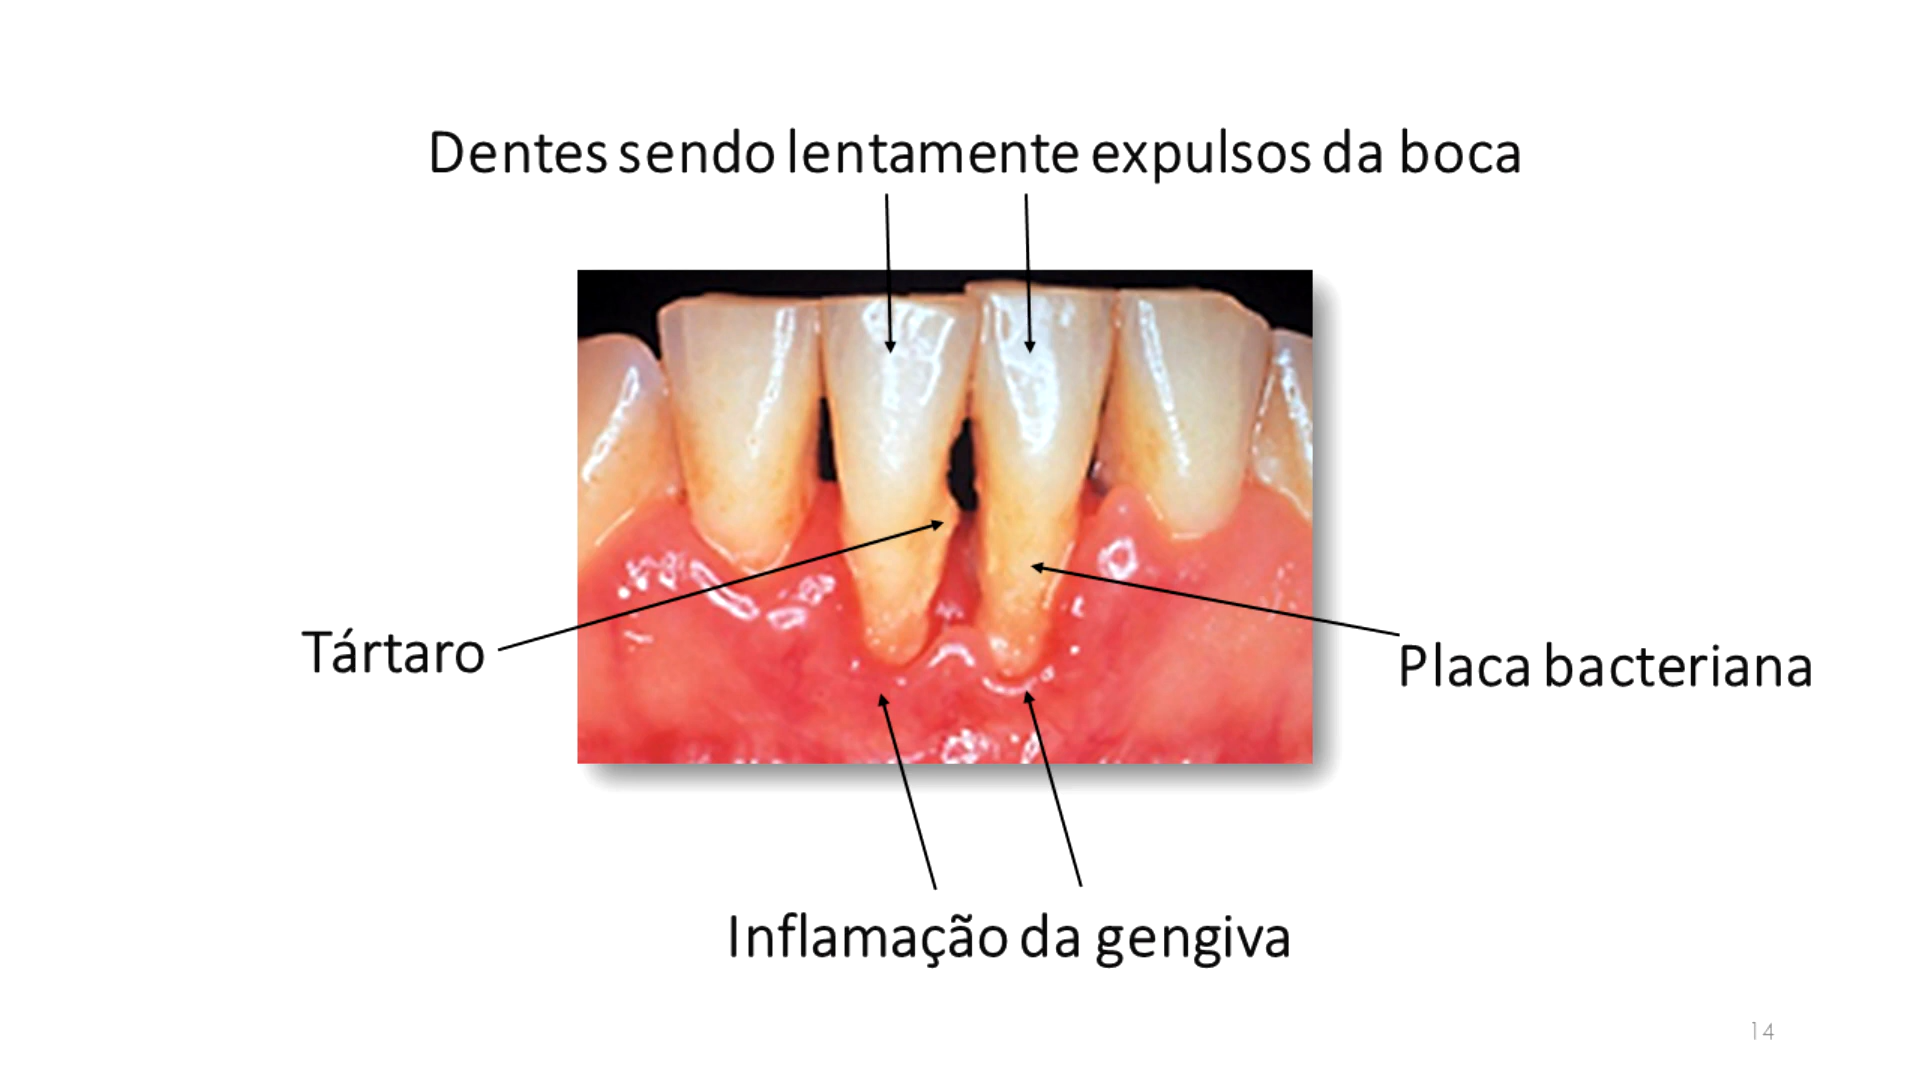 Dentes sendo lentamente expulsos da boca
Tártaro
Placa bacteriana
Inflamação da gengiva
14